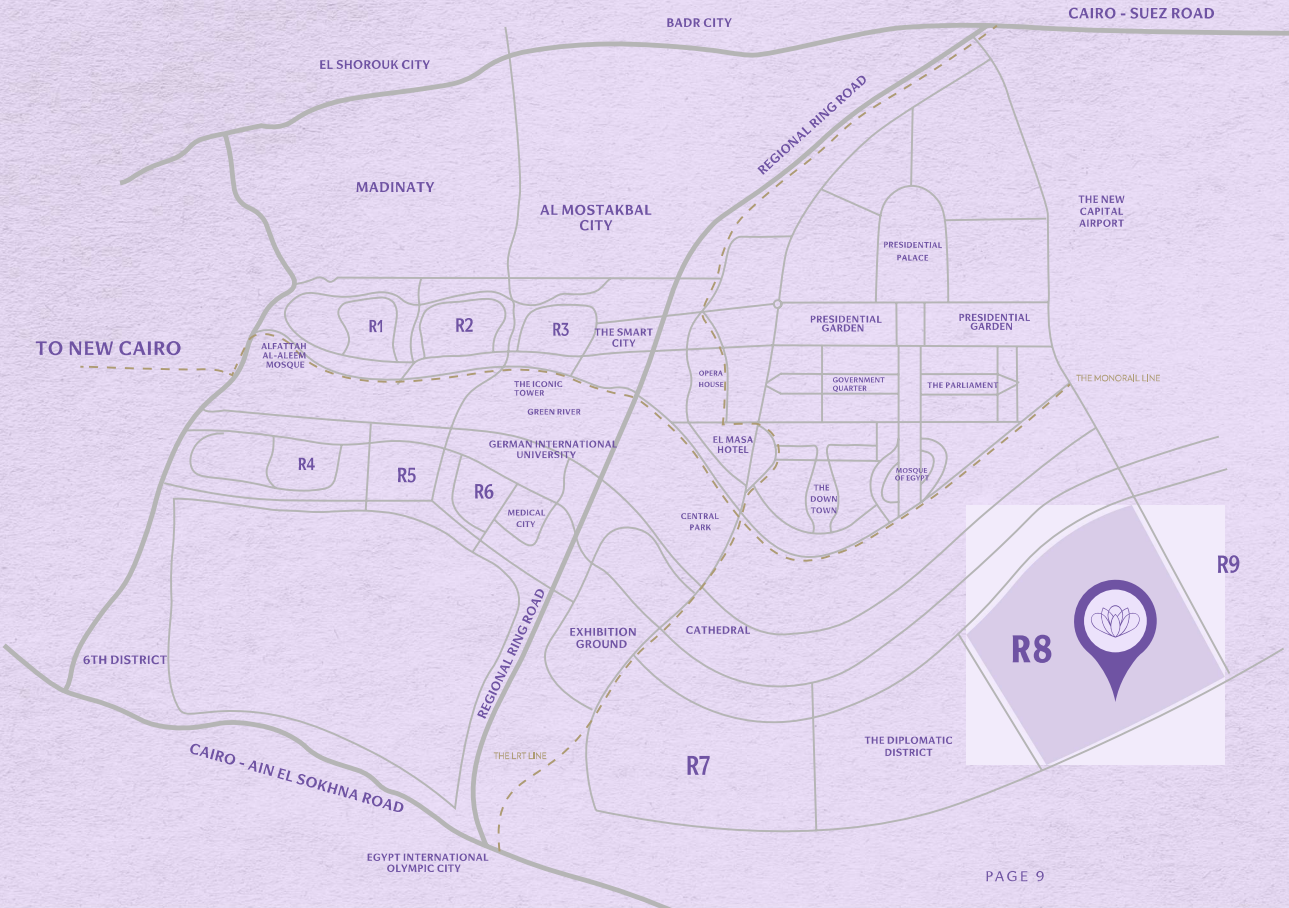 CAIRO - SUEZ ROAD
BADR CITY
EL SHOROUK CITY
REGIONAL RING ROAD
MADINATY
AL MOSTAKBAL
CITY
THE NEW
CAPITAL
AIRPORT
PRESIDENTIAL
PALACE
R1
R2
R3
THE SMART
CITY
PRESIDENTIAL
GARDEN
PRESIDENTIAL
GARDEN
TO NEW CAIRO
ALFATTAH
AL-ALEEM
MOSQUE
OPERA
HOUSE
GOVERNMENT
QUARTER
THE PARLIAMENT
THE MONORAIL LINE
THE ICONIC
TOWER
GREEN RIVER
GERMAN INTERNATIONAL
UNIVERSITY
EL MASA
HOTEL
R4
R5
R6
MEDICAL
CITY
MOSQUE
OF EGYPT
THE
DOWN
TOWN
CENTRAL
PARK
R9
R8
REGIONAL RING ROAD
EXHIBITION
GROUND
CATHEDRAL
6TH DISTRICT
CAIRO - AIN EL SOKHNA ROAD
THE LRT LINE
R7
THE DIPLOMATIC
DISTRICT
EGYPT INTERNATIONAL
OLYMPIC CITY
PAGE 9